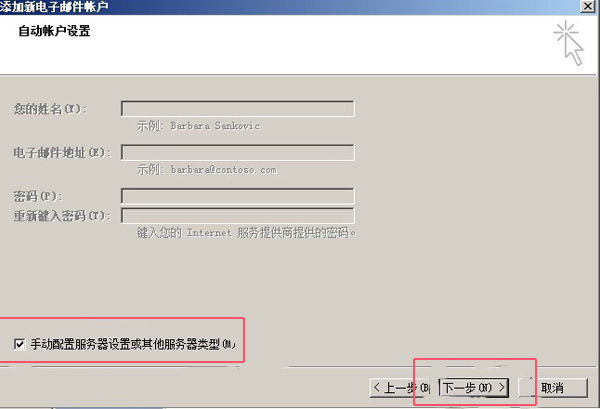 添加新电子邮件帐户
自动帐户设置
您的姓名(Y):
示例: Barbara Sankovic
电子邮件地址(E):
示例: barbara@contoso.com
密码(P):
重新键入密码(T):
键入您的 Internet 服务提供商提供的密码。
手动配置服务器设置或其他服务器类型(M)
< 上一步(B) 下一步(N) > 取消